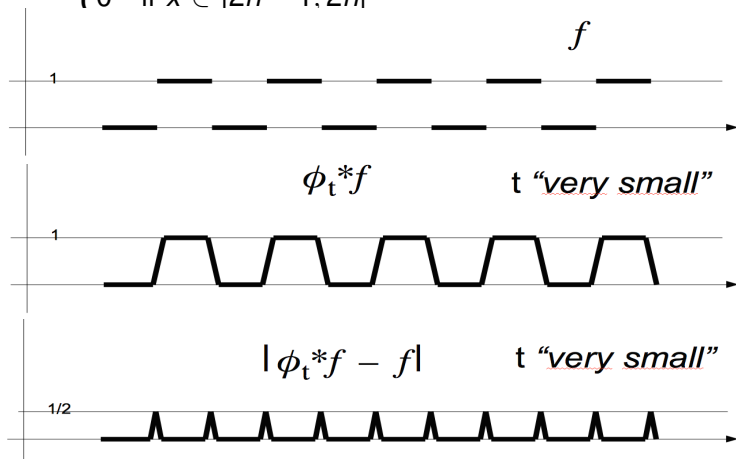 f
1
ϕt*f t “very small”
1
|ϕt*f − f| t “very small”
1/2